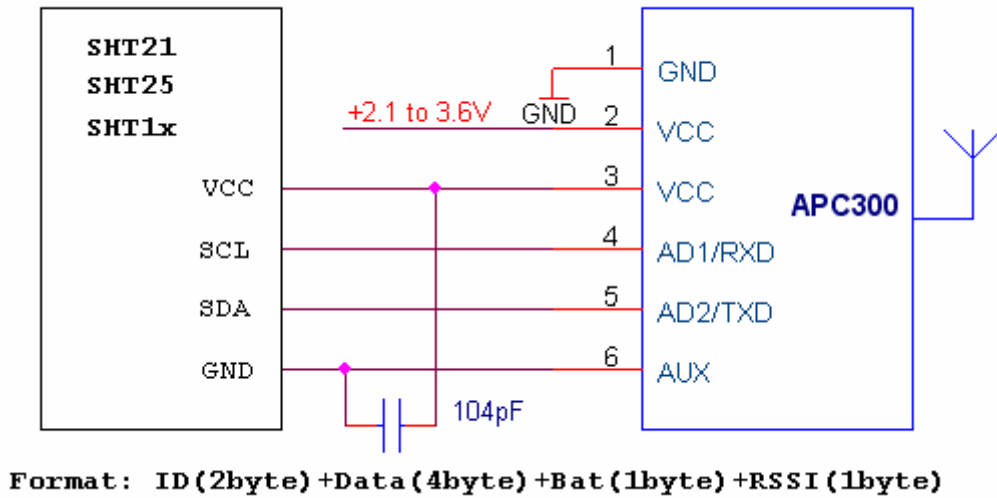 SHT21
SHT25
SHT1x
VCC
SCL
SDA
GND
+2.1 to 3.6V
GND
104pF
1
2
3
4
5
6
GND
VCC
VCC
AD1/RXD
AD2/TXD
AUX
APC300
Format: ID(2byte)+Data(4byte)+Bat(1byte)+RSSI(1byte)